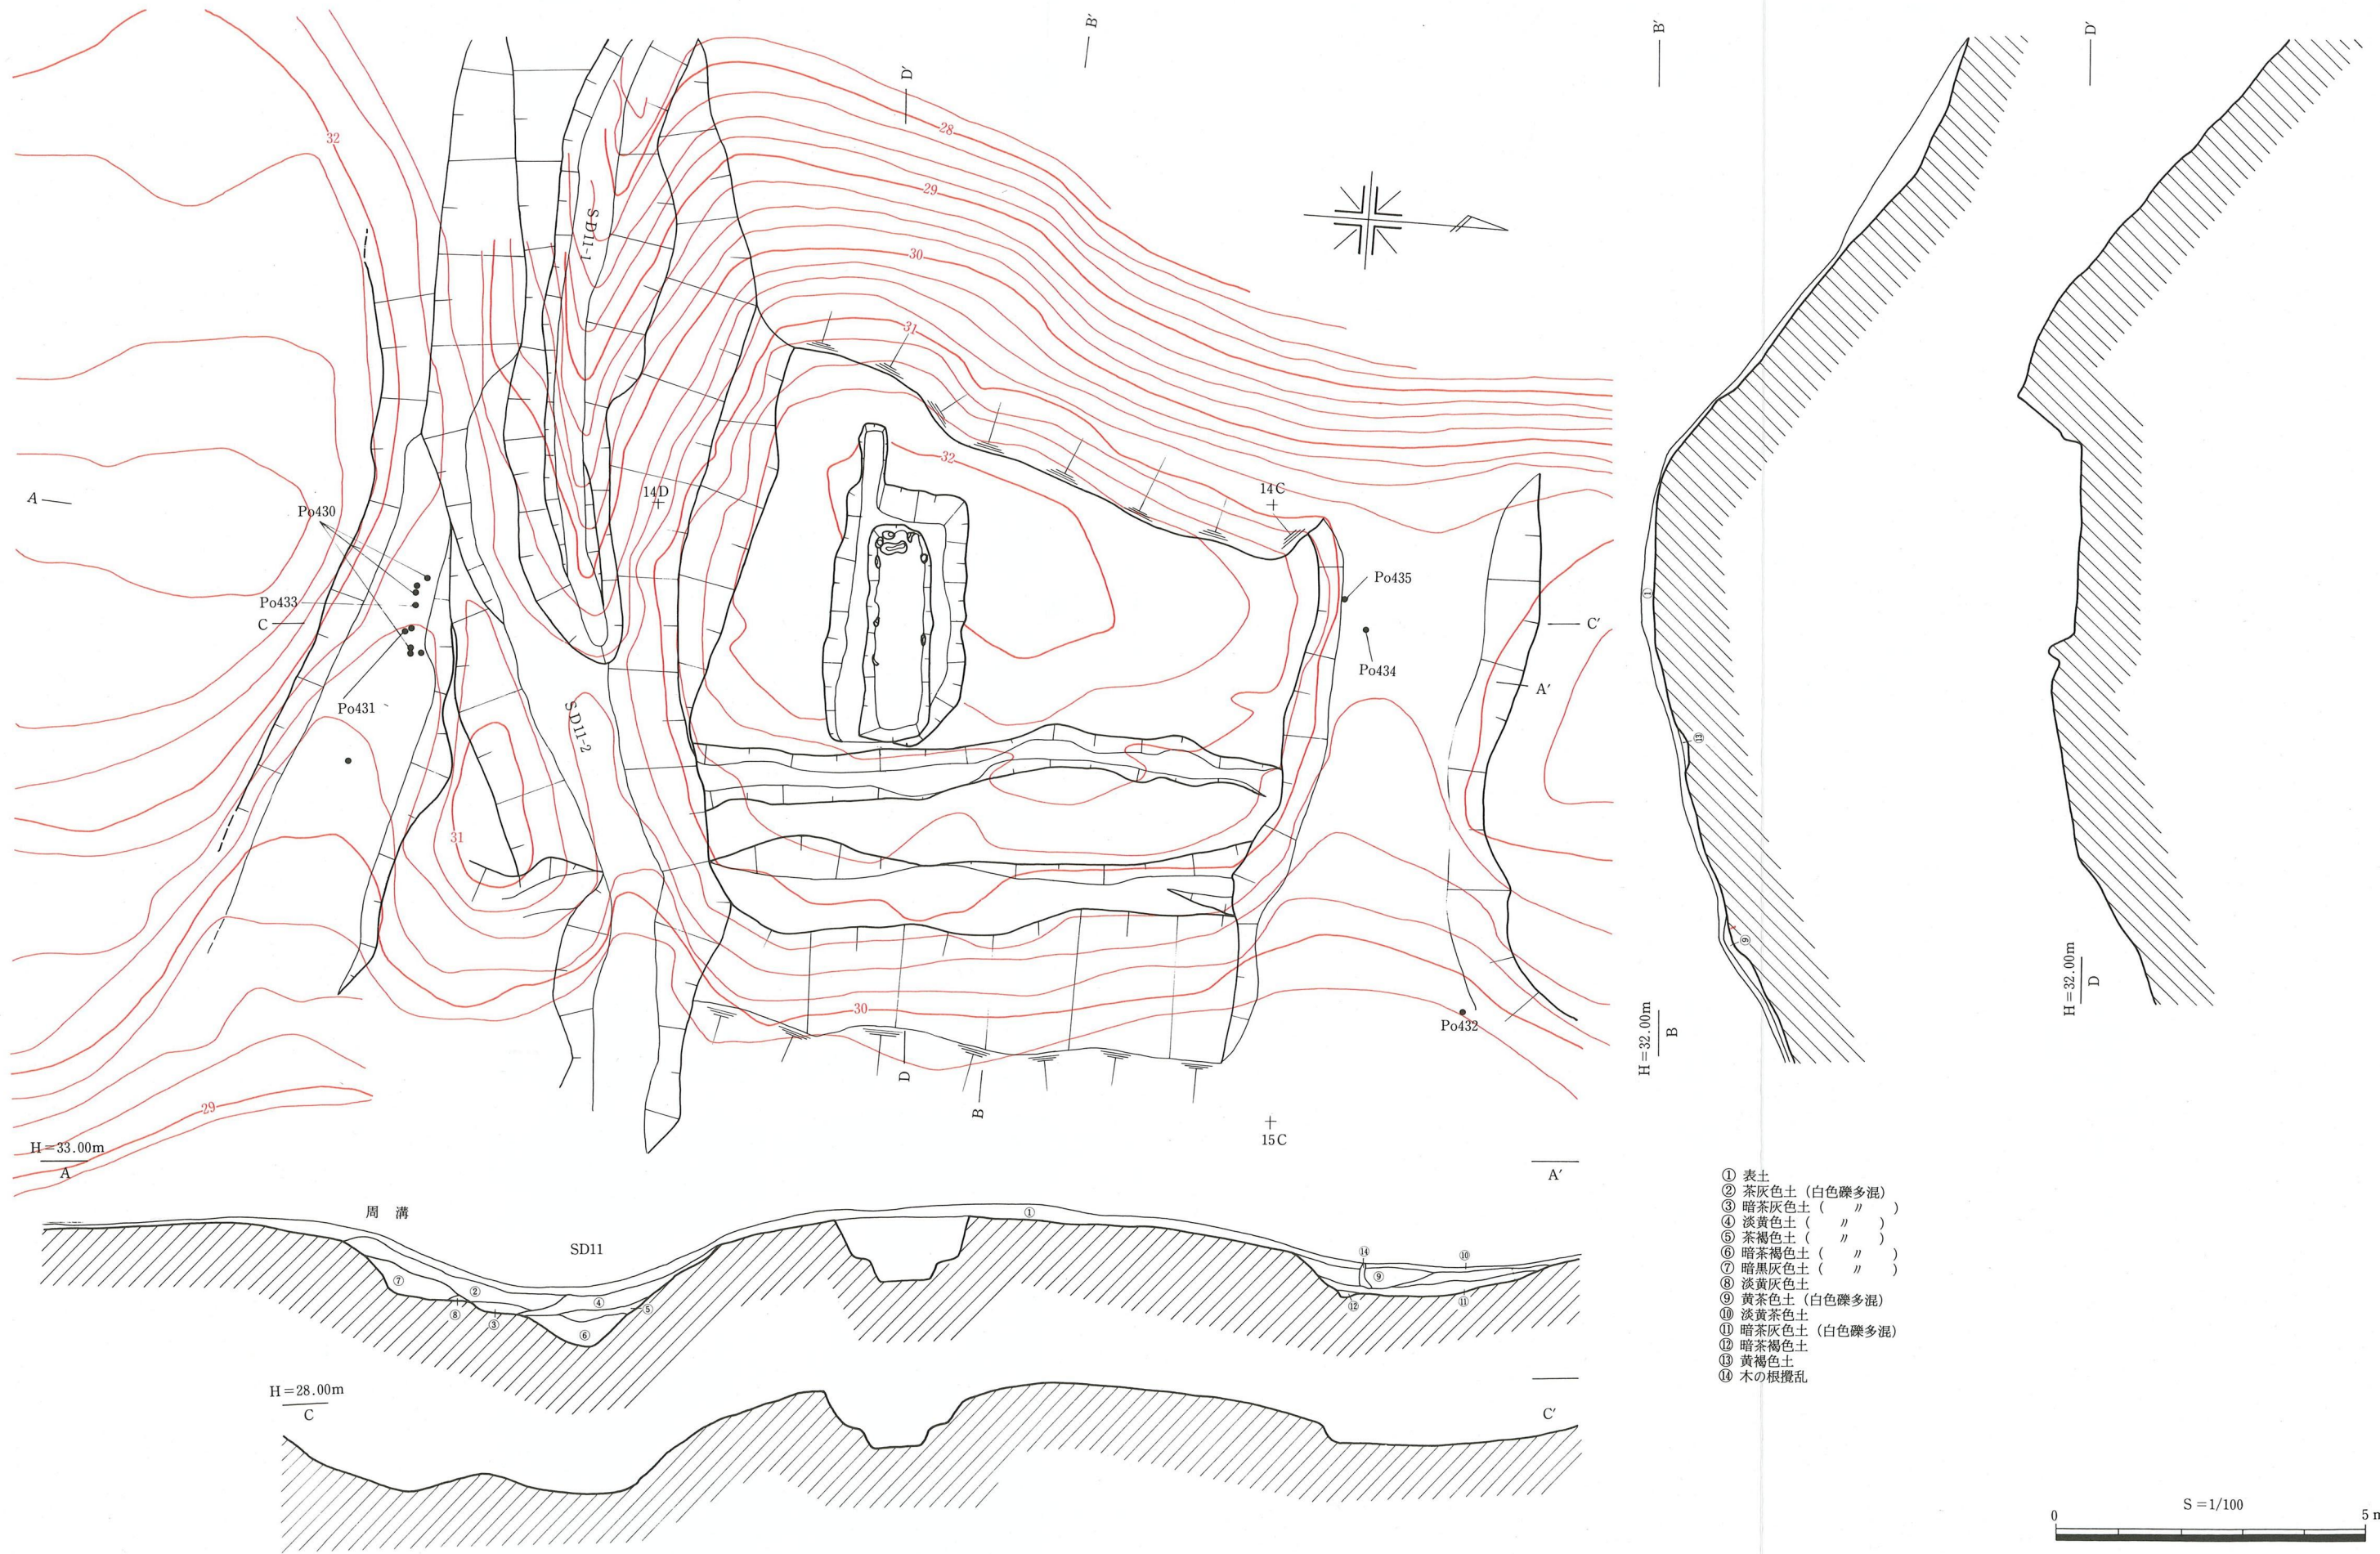 B'
D'
B'
D'
32
28
29
SD11-1
30
31
32
A
14D
14C
Po430
Po433
C
Po435
C'
Po434
A'
Po431
SD11-2
31
①
⑬
⑨
30
Po432
D
B
H=32.00m
B
H=32.00m
D
29
15C
H=33.00m
A
A'
周溝
SD11
①
⑦
②
⑧
③
④
⑤
⑥
⑭
⑨
⑩
⑫
⑪
H=28.00m
C
C'
① 表土
② 茶灰色土(白色礫多混)
③ 暗茶灰色土( 〃 )
④ 淡黄色土( 〃 )
⑤ 茶褐色土( 〃 )
⑥ 暗茶褐色土( 〃 )
⑦ 暗黒灰色土( 〃 )
⑧ 淡黄灰色土
⑨ 黄茶色土(白色礫多混)
⑩ 淡黄茶色土
⑪ 暗茶灰色土(白色礫多混)
⑫ 暗茶褐色土
⑬ 黄褐色土
⑭ 木の根攪乱
S=1/100
0
5 m